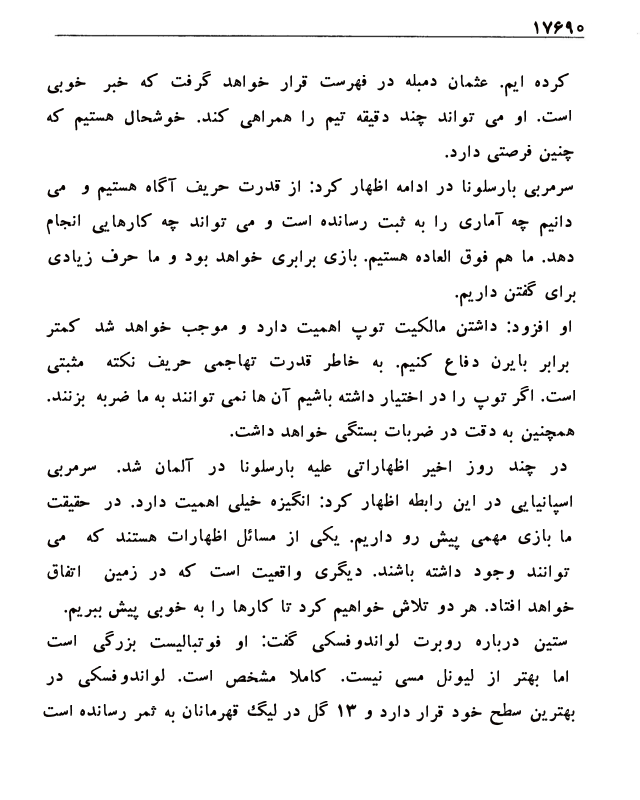 ۱۷۶۹۰
کرده ایم. عثمان دمبله در فهرست قرار خواهد گرفت که خبر خوبی
است. او می تواند چند دقیقه تیم را همراهی کند. خوشحال هستیم که
چنین فرصتی دارد.
سرمربی بارسلونا در ادامه اظهار کرد: از قدرت حریف آگاه هستیم و می
دانیم چه آماری را به ثبت رسانده است و می تواند چه کارهایی انجام
دهد. ما هم فوق العاده هستیم. بازی برابری خواهد بود و ما حرف زیادی
برای گفتن داریم.
او افزود: داشتن مالکیت توپ اهمیت دارد و موجب خواهد شد کمتر
برابر بایرن دفاع کنیم. به خاطر قدرت تهاجمی حریف نکته مثبتی
است. اگر توپ را در اختیار داشته باشیم آن ها نمی توانند به ما ضربه بزنند.
همچنین به دقت در ضربات بستگی خواهد داشت.
در چند روز اخیر اظهاراتی علیه بارسلونا در آلمان شد. سرمربی
اسپانیایی در این رابطه اظهار کرد: انگیزه خیلی اهمیت دارد. در حقیقت
ما بازی مهمی پیش رو داریم. یکی از مسائل اظهارات هستند که می
توانند وجود داشته باشند. دیگری واقعیت است که در زمین اتفاق
خواهد افتاد. هر دو تلاش خواهیم کرد تا کارها را به خوبی پیش ببریم.
ستین درباره روبرت لواندوفسکی گفت: او فوتبالیست بزرگی است
اما بهتر از لیونل مسی نیست. کاملا مشخص است. لواندوفسکی در
بهترین سطح خود قرار دارد و ۱۳ گل در لیگ قهرمانان به ثمر رسانده است